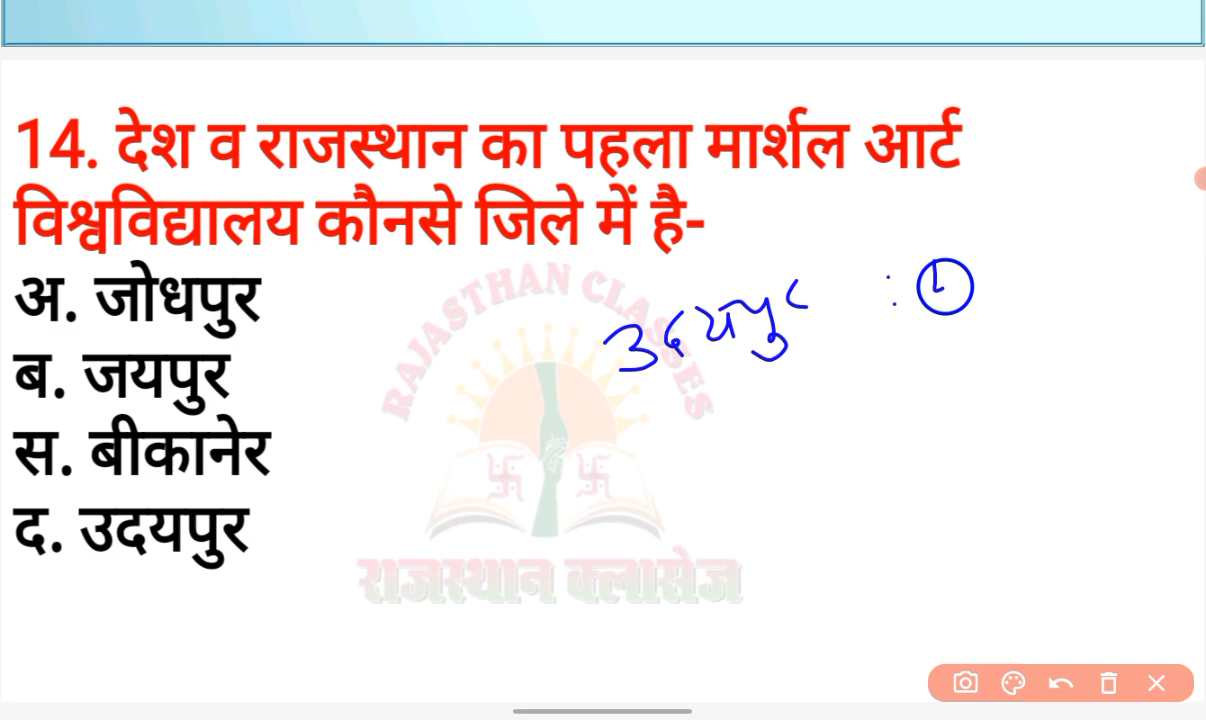 14. देश व राजस्थान का पहला मार्शल आर्ट
विश्वविद्यालय कौनसे जिले में है-
अ. जोधपुर
ब. जयपुर
स. बीकानेर
द. उदयपुर
उदयपुर :
RAJASTHAN CLASSES
राजस्थान क्लासेज